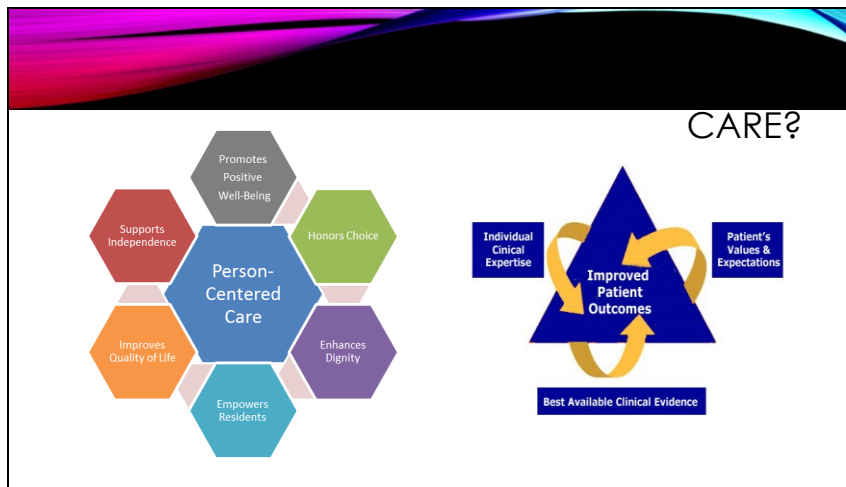 CARE?
Promotes
Positive
Well-Being
Supports
Independence
Honors Choice
Person-
Centered
Care
Improves
Quality of Life
Enhances
Dignity
Empowers
Residents
Individual
Clinical
Expertise
Patient's
Values &
Expectations
Improved
Patient
Outcomes
Best Available Clinical Evidence